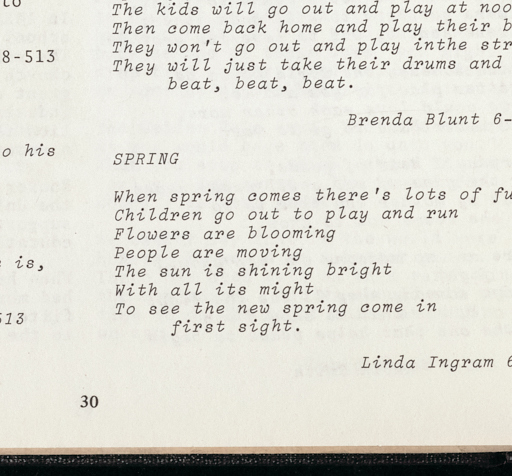 to
8-513
o his
is,
513
The kids will go out and play at noo
Then come back home and play their b
They won't go out and play inthe str
They will just take their drums and
beat, beat, beat.
Brenda Blunt 6-
SPRING
When spring comes there's lots of fu
Children go out to play and run
Flowers are blooming
People are moving
The sun is shining bright
With all its might
To see the new spring come in
first sight.
Linda Ingram 6
30